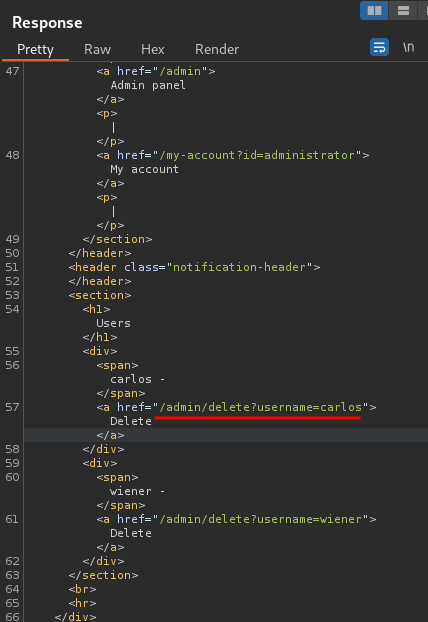 Response
Pretty Raw Hex Render \n
47 <a href="/admin">
Admin panel
</a>
<p>
|
</p>
48 <a href="/my-account?id=administrator">
My account
</a>
<p>
|
</p>
49 </section>
50 </header>
51 <header class="notification-header">
52 </header>
53 <section>
54 <h1>
Users
</h1>
55 <div>
56 <span>
carlos -
</span>
57 <a href="/admin/delete?username=carlos">
Delete
</a>
58 </div>
59 <div>
60 <span>
wiener -
</span>
61 <a href="/admin/delete?username=wiener">
Delete
</a>
62 </div>
63 </section>
64 <br>
65 <hr>
66 </div>